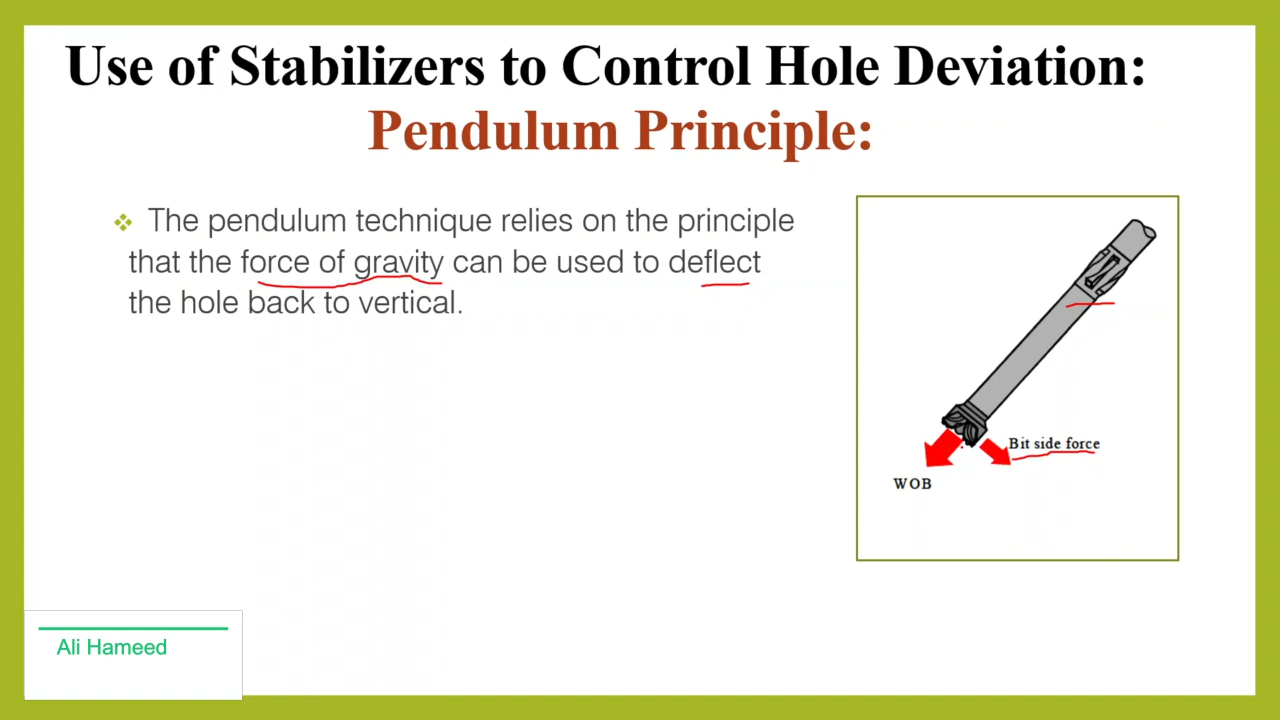 Use of Stabilizers to Control Hole Deviation:
Pendulum Principle:
The pendulum technique relies on the principle
that the force of gravity can be used to deflect
the hole back to vertical.
Bit side force
WOB
Ali Hameed